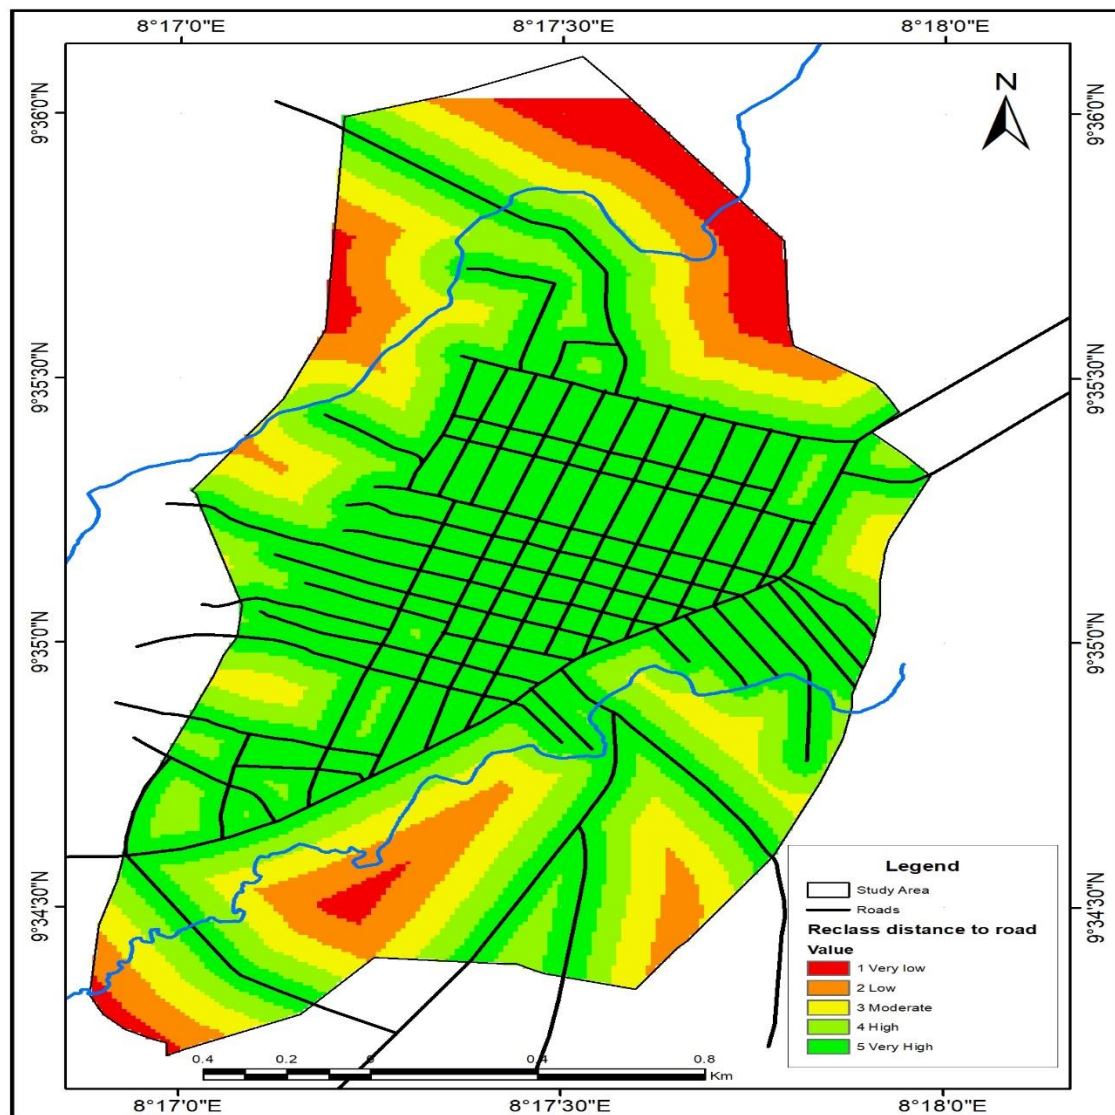 8°17'0"E
8°17'30"E
8°18'0"E
9°36'0"N
9°36'0"N
N
9°35'30"N
9°35'30"N
9°35'0"N
9°35'0"N
9°34'30"N
9°34'30"N
Legend
Study Area
Roads
Reclass distance to road
Value
1 Very low
2 Low
3 Moderate
4 High
5 Very High
0.4 0.2 0 0.4 0.8
Km
8°17'0"E
8°17'30"E
8°18'0"E